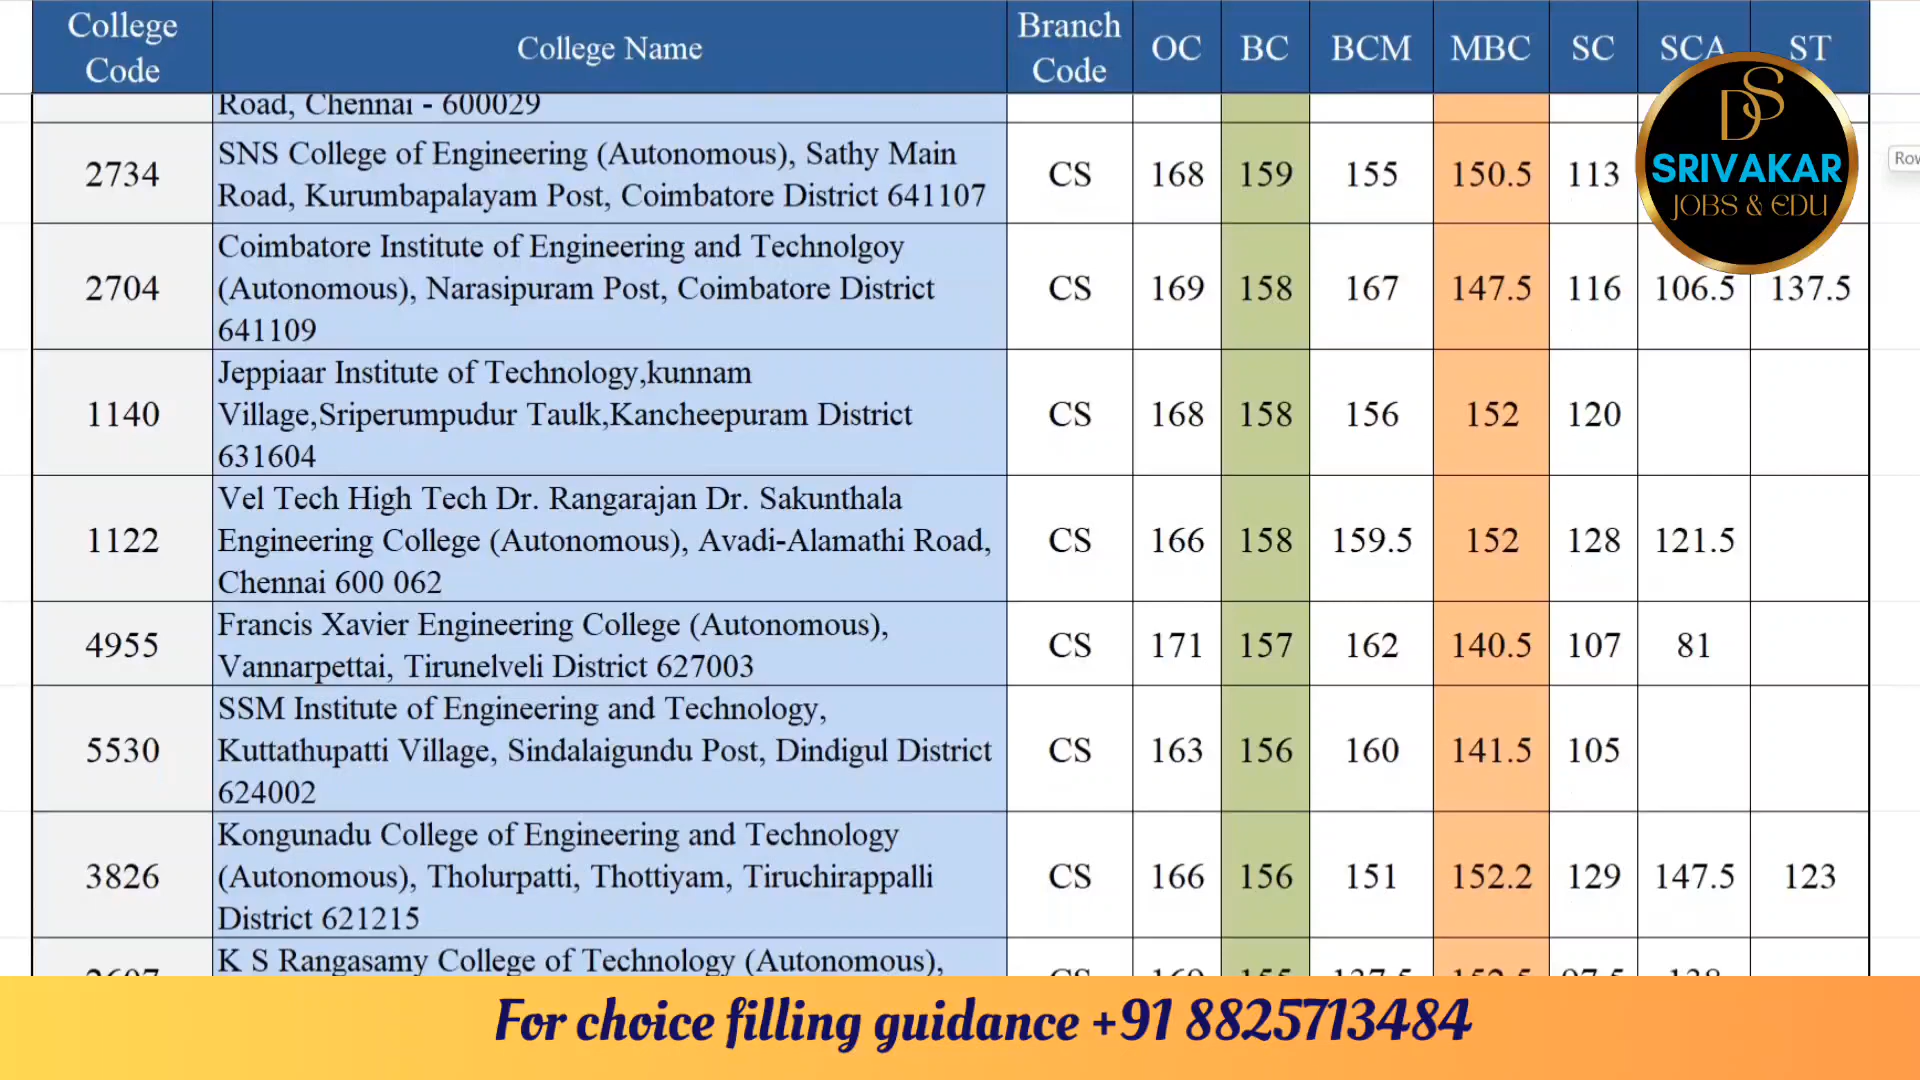 College Code College Name Branch Code OC BC BCM MBC SC SCA ST
Road, Chennai - 600029
2734 SNS College of Engineering (Autonomous), Sathy Main CS 168 159 155 150.5 113
Road, Kurumbapalayam Post, Coimbatore District 641107
2704 Coimbatore Institute of Engineering and Technolgoy CS 169 158 167 147.5 116 106.5 137.5
(Autonomous), Narasipuram Post, Coimbatore District
641109
1140 Jeppiaar Institute of Technology,kunnam CS 168 158 156 152 120
Village,Sriperumpudur Taulk,Kancheepuram District
631604
1122 Vel Tech High Tech Dr. Rangarajan Dr. Sakunthala CS 166 158 159.5 152 128 121.5
Engineering College (Autonomous), Avadi-Alamathi Road,
Chennai 600 062
4955 Francis Xavier Engineering College (Autonomous), CS 171 157 162 140.5 107 81
Vannarpettai, Tirunelveli District 627003
5530 SSM Institute of Engineering and Technology, CS 163 156 160 141.5 105
Kuttathupatti Village, Sindalaigundu Post, Dindigul District
624002
3826 Kongunadu College of Engineering and Technology CS 166 156 151 152.2 129 147.5 123
(Autonomous), Tholurpatti, Thottiyam, Tiruchirappalli
District 621215
K S Rangasamy College of Technology (Autonomous),
DS
SRIVAKAR
JOBS & EDU
Row
For choice filling guidance +91 8825713484